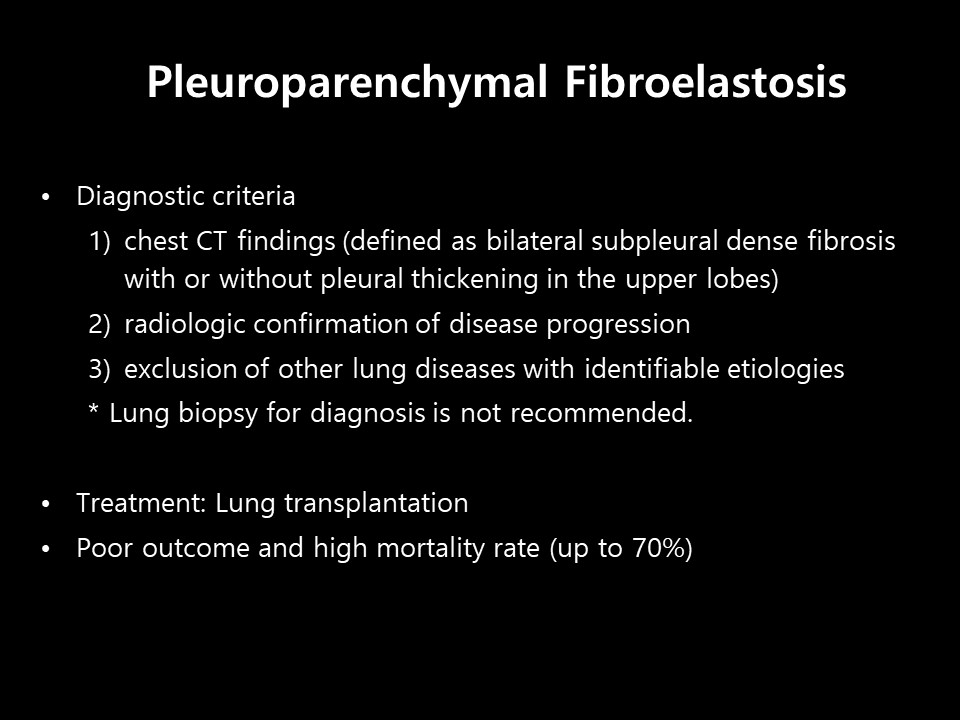 Pleuroparenchymal Fibroelastosis
• Diagnostic criteria
1) chest CT findings (defined as bilateral subpleural dense fibrosis
with or without pleural thickening in the upper lobes)
2) radiologic confirmation of disease progression
3) exclusion of other lung diseases with identifiable etiologies
* Lung biopsy for diagnosis is not recommended.
• Treatment: Lung transplantation
• Poor outcome and high mortality rate (up to 70%)